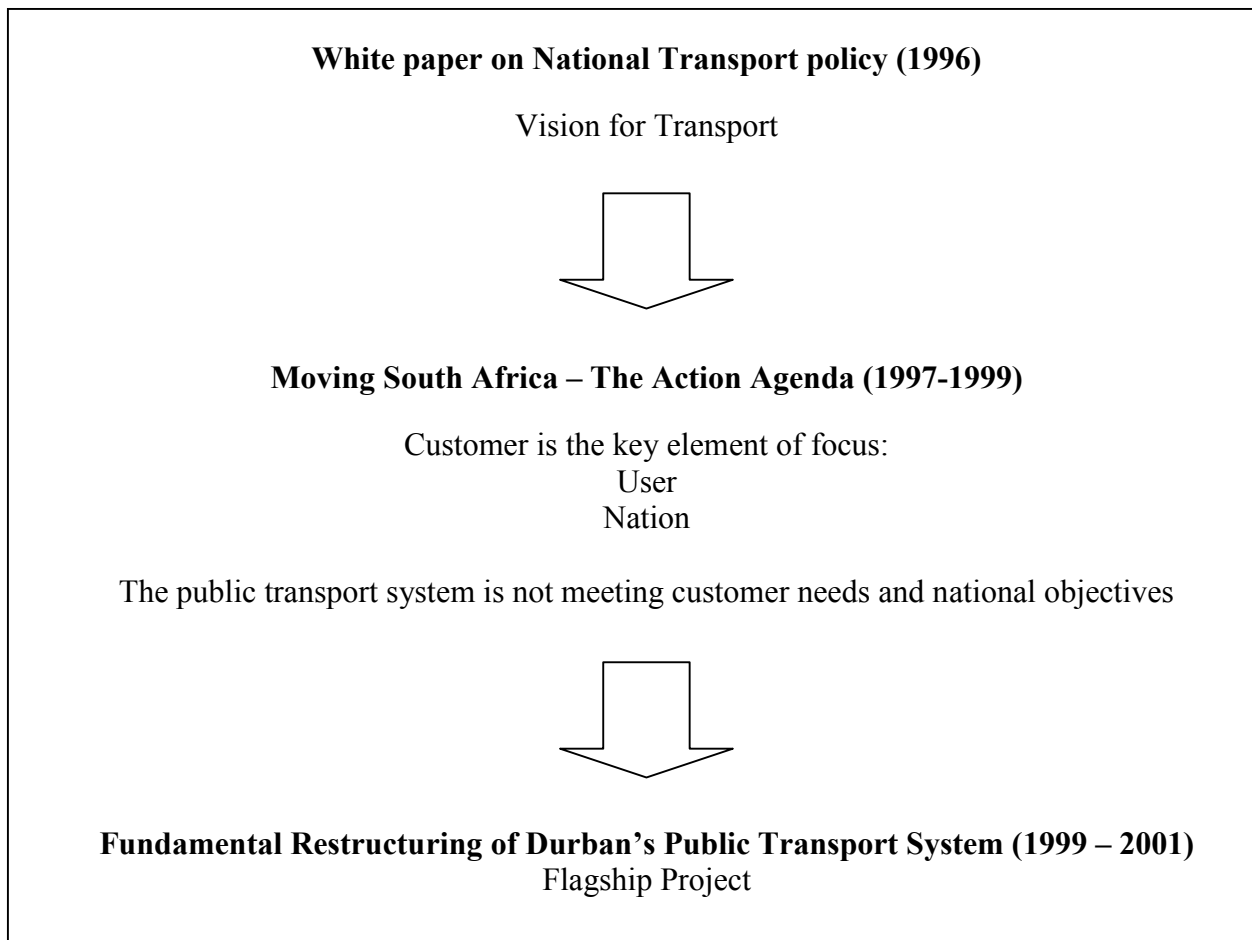 White paper on National Transport policy (1996)
Vision for Transport
Moving South Africa – The Action Agenda (1997-1999)
Customer is the key element of focus:
User
Nation
The public transport system is not meeting customer needs and national objectives
Fundamental Restructuring of Durban’s Public Transport System (1999 – 2001)
Flagship Project